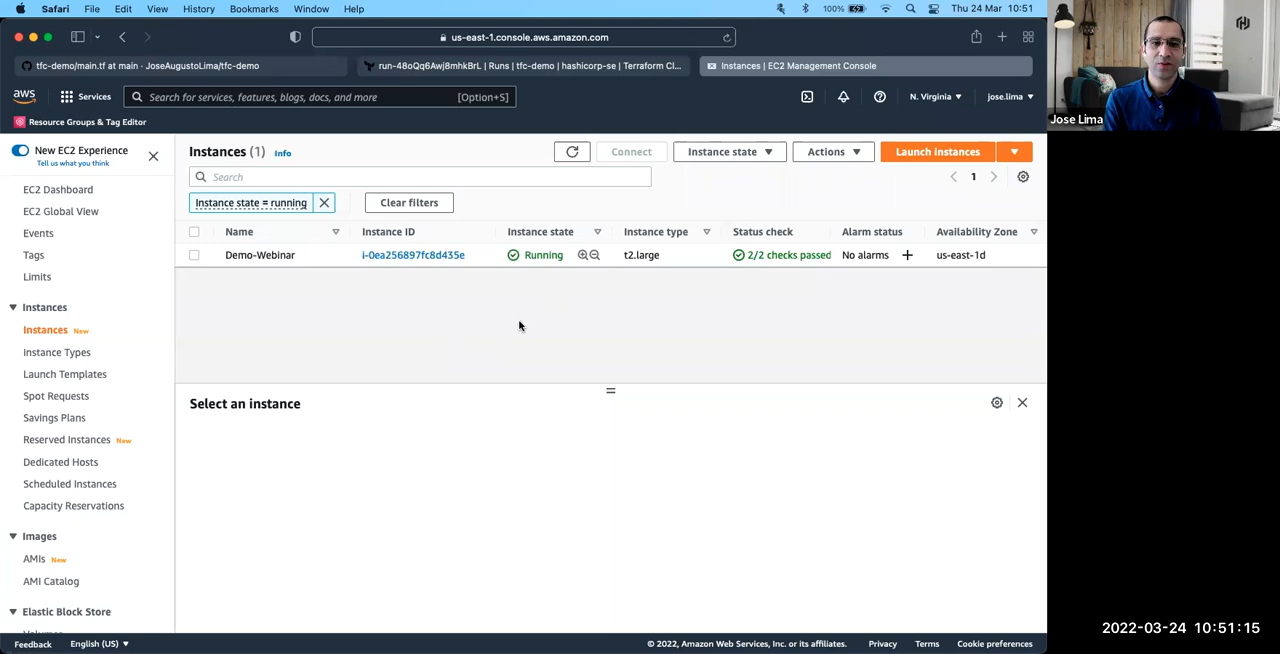 Safari File Edit View History Bookmarks Window Help 100% Thu 24 Mar 10:51
us-east-1.console.aws.amazon.com
tfc-demo/main.tf at main · JoseAugustoLima/tfc-demo
run-48oQq6Awj8mhkBrL | Runs | tfc-demo | hashicorp-se | Terraform Cl...
Instances | EC2 Management Console
aws Services Search for services, features, blogs, docs, and more [Option+S] N. Virginia jose.lima
Resource Groups & Tag Editor
Jose Lima
New EC2 Experience
Tell us what you think
EC2 Dashboard
EC2 Global View
Events
Tags
Limits
Instances
Instances New
Instance Types
Launch Templates
Spot Requests
Savings Plans
Reserved Instances New
Dedicated Hosts
Scheduled Instances
Capacity Reservations
Images
AMIs New
AMI Catalog
Elastic Block Store
Instances (1) Info Connect Instance state Actions Launch instances
Search 1
Instance state = running Clear filters
Name Instance ID Instance state Instance type Status check Alarm status Availability Zone
Demo-Webinar i-0ea256897fc8d435e Running t2.large 2/2 checks passed No alarms us-east-1d
Select an instance
Feedback English (US) © 2022, Amazon Web Services, Inc. or its affiliates. Privacy Terms Cookie preferences
2022-03-24 10:51:15